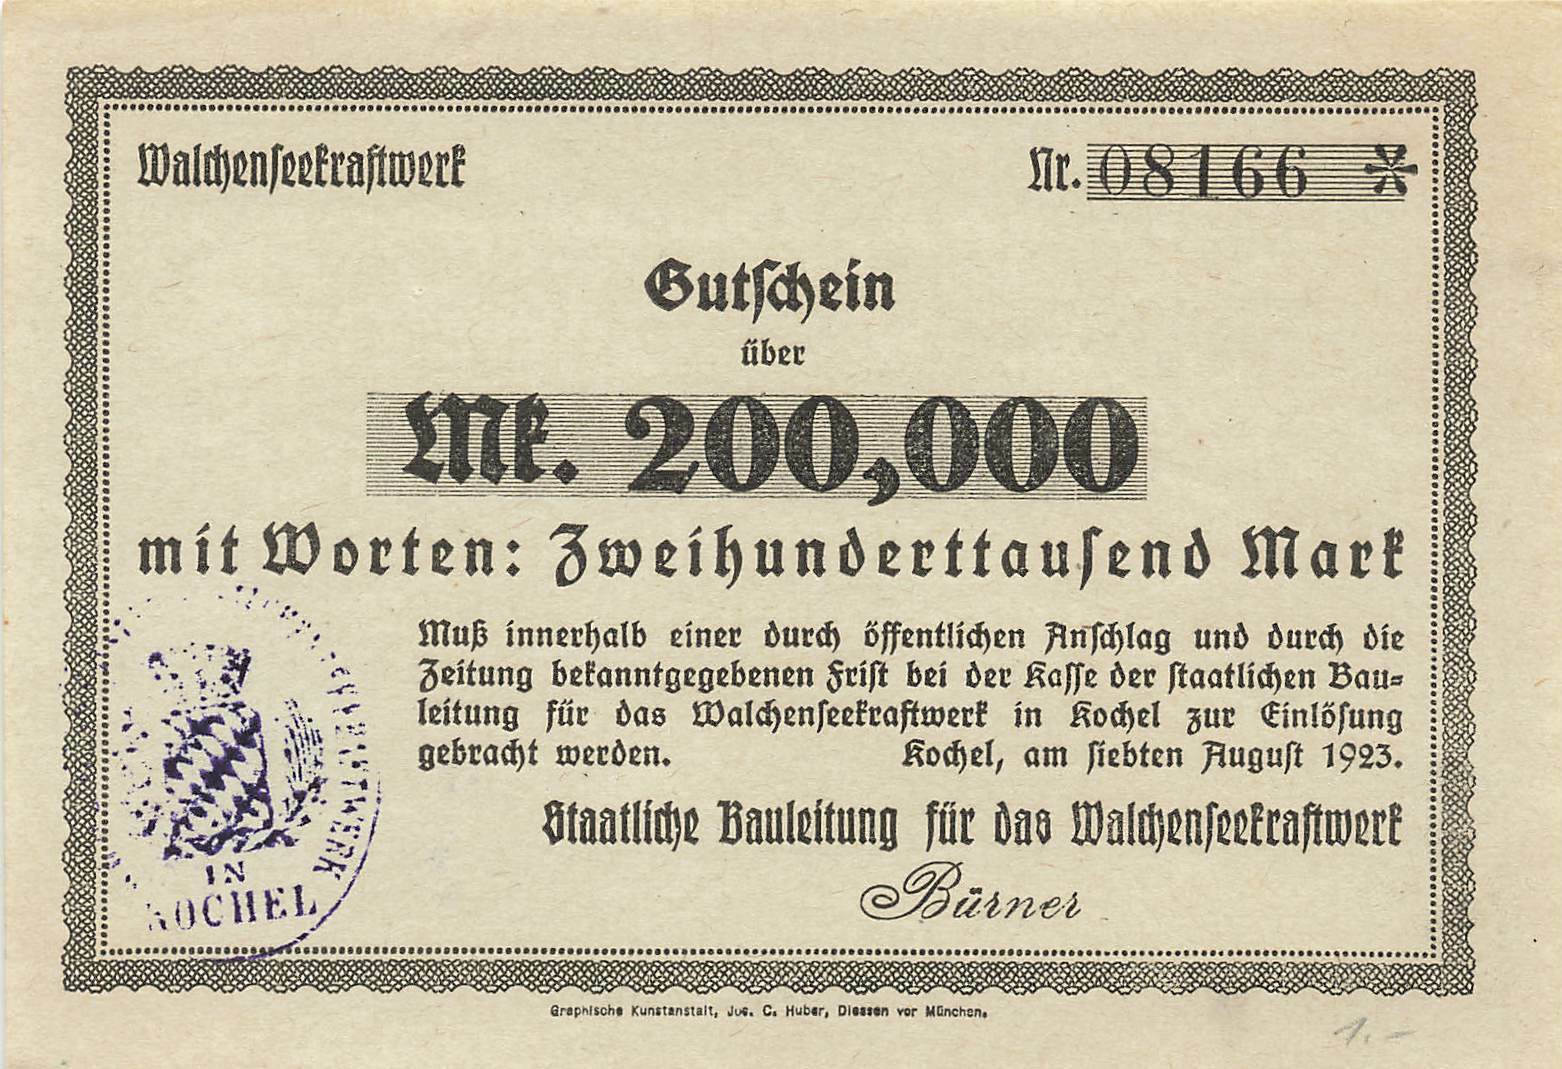 Walchenseekraftwerk
Nr. 08166 *
Gutschein
über
Mk. 200,000
mit Worten: Zweihunderttausend Mark
Muß innerhalb einer durch öffentlichen Anschlag und durch die
Zeitung bekanntgegebenen Frist bei der Kasse der staatlichen Bau-
leitung für das Walchenseekraftwerk in Kochel zur Einlösung
gebracht werden. Kochel, am siebten August 1923.
Staatliche Bauleitung für das Walchenseekraftwerk
Bürner
IN
KOCHEL
Graphische Kunstanstalt, Jos. C. Huber, Diessen vor München.
1.-